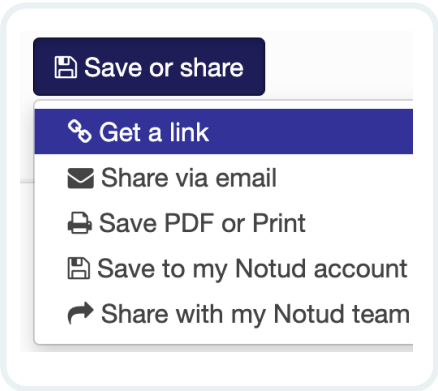 Save or share
Get a link
Share via email
Save PDF or Print
Save to my Notud account
Share with my Notud team